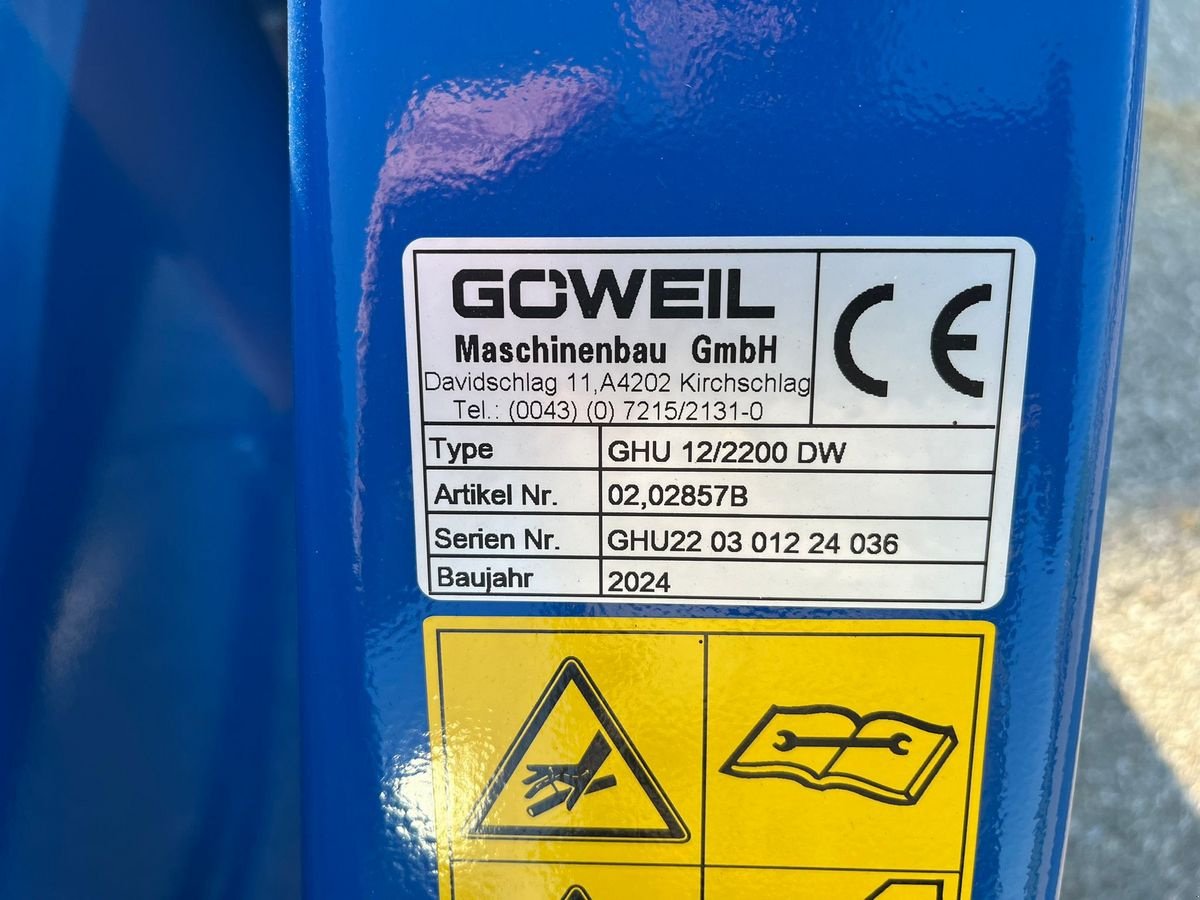 GÖWEIL
Maschinenbau GmbH
Davidschlag 11,A4202 Kirchschlag
Tel.: (0043) (0) 7215/2131-0
CE
Type GHU 12/2200 DW
Artikel Nr. 02,02857B
Serien Nr. GHU22 03 012 24 036
Baujahr 2024